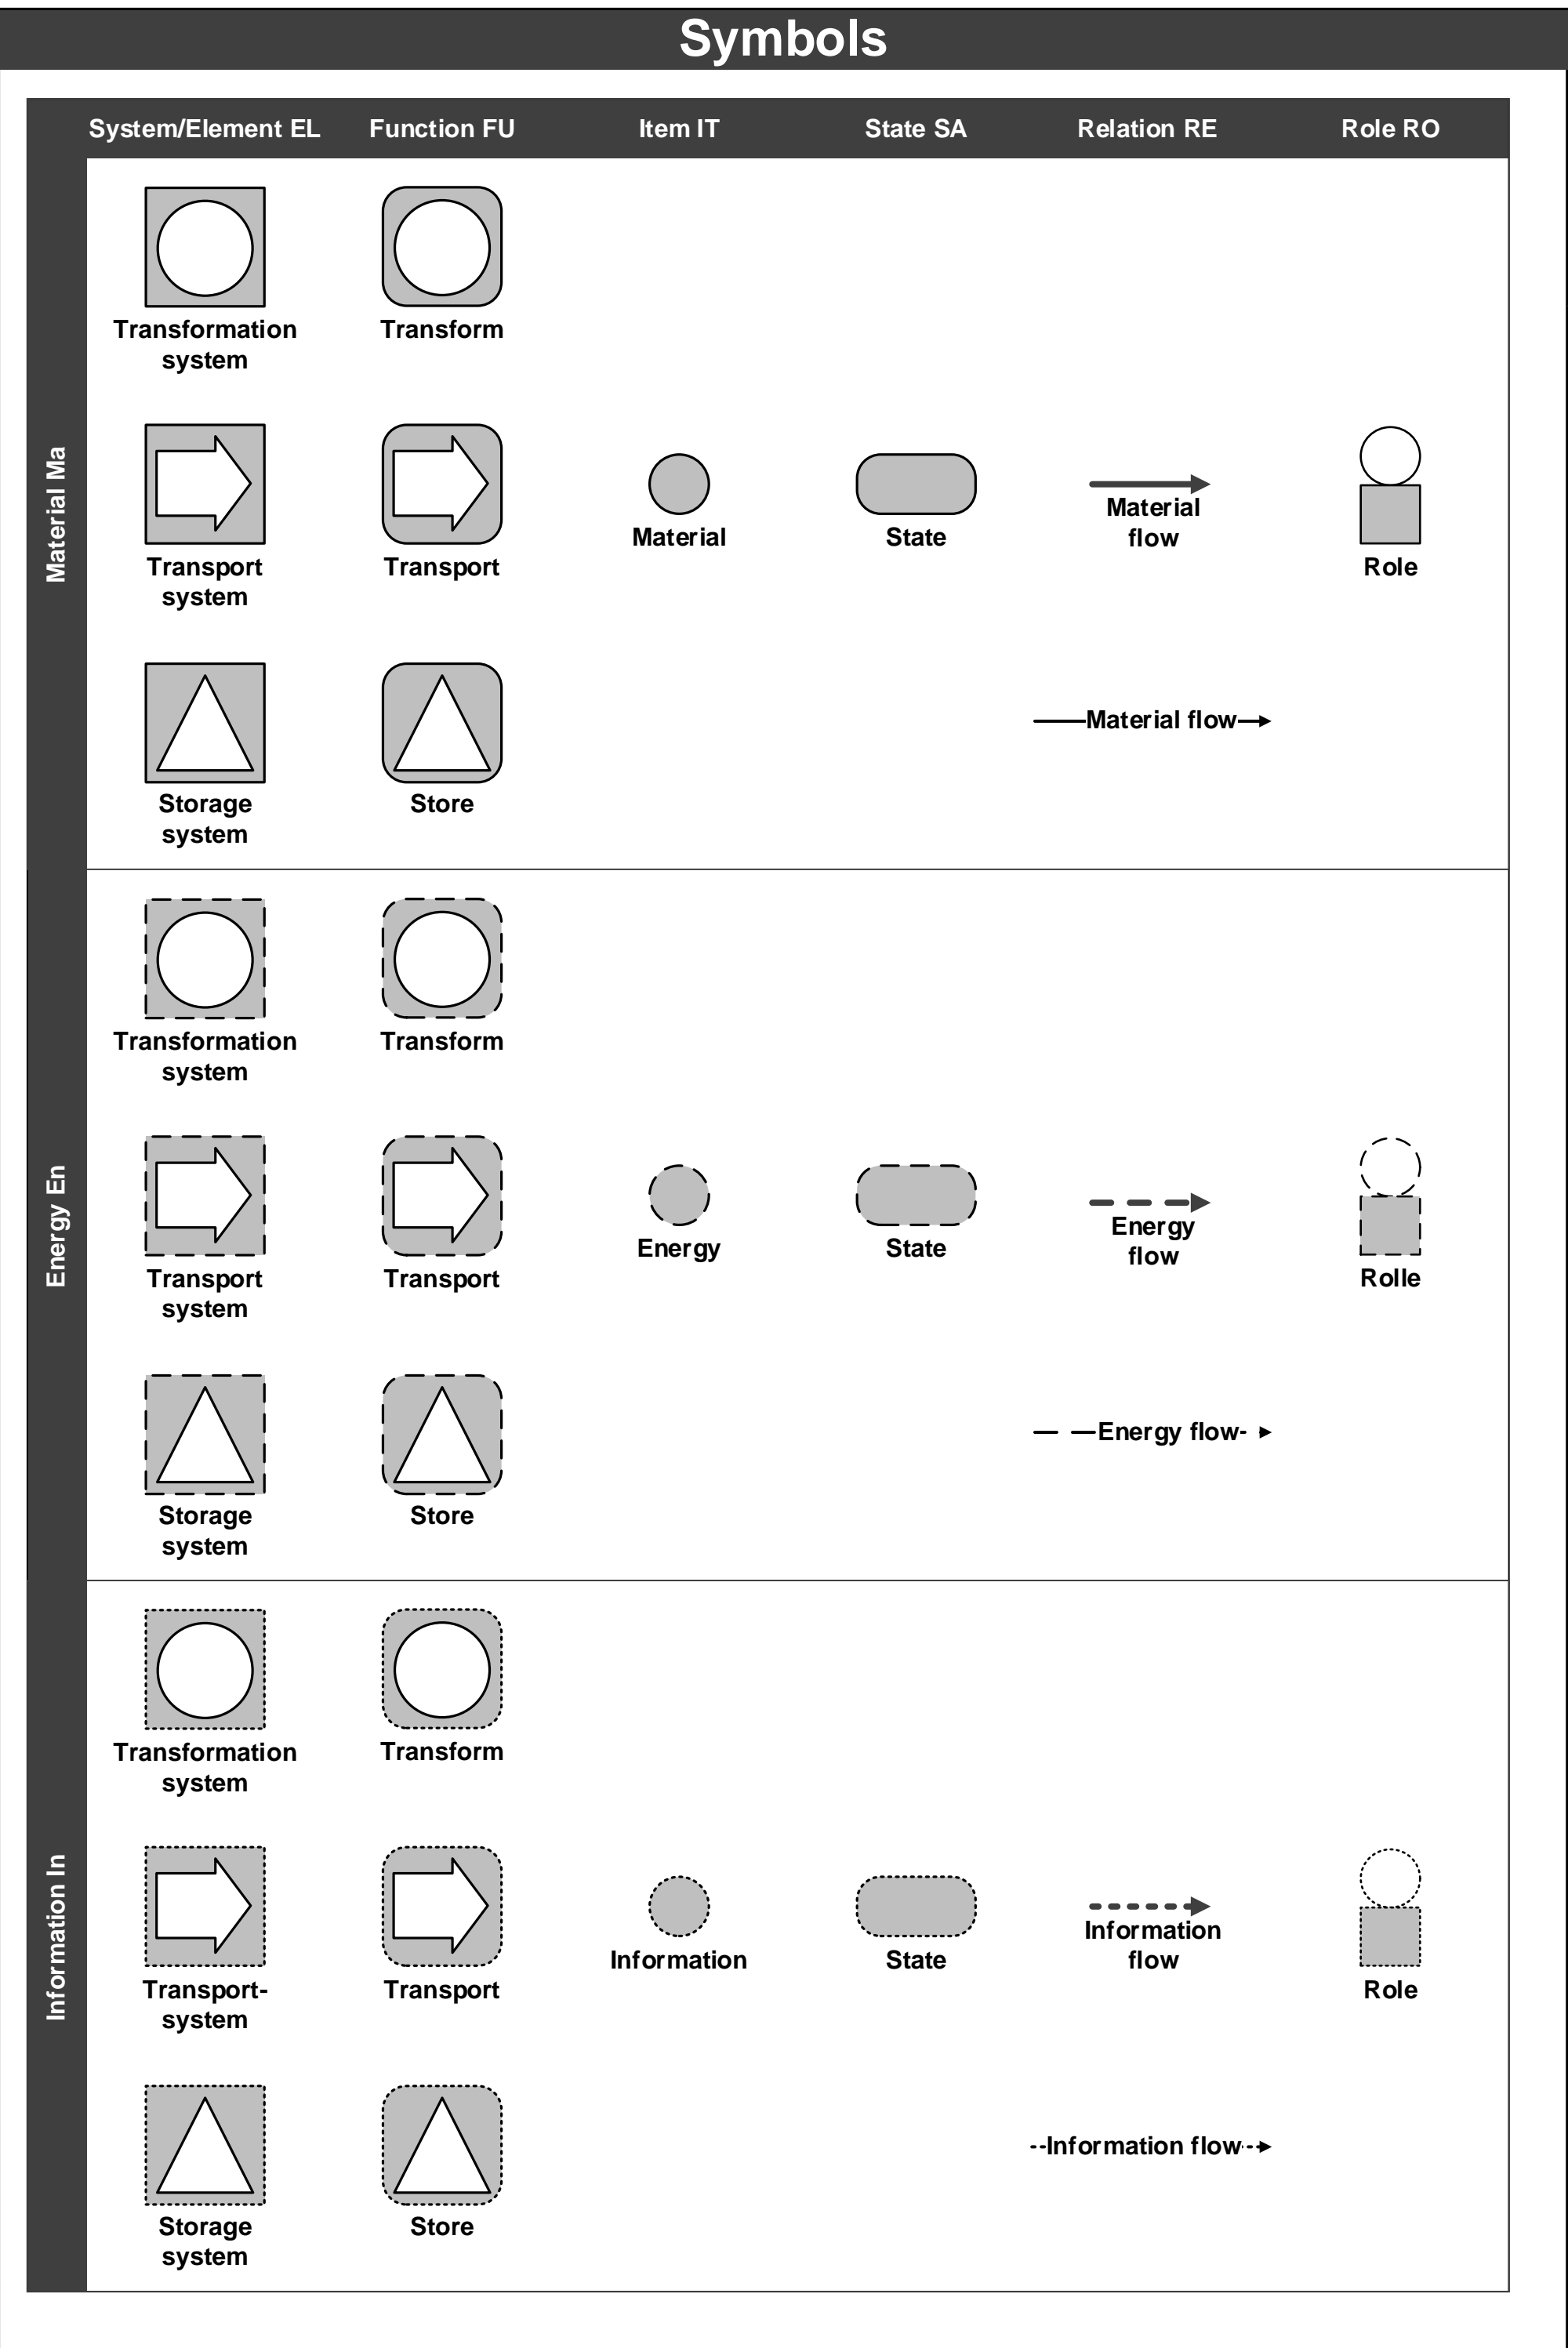 Symbols
System/Element EL
Function FU
Item IT
State SA
Relation RE
Role RO
Material Ma
Transformation
system
Transform
Transport
system
Transport
Material
State
Material
flow
Role
Storage
system
Store
Material flow
Energy En
Transformation
system
Transform
Transport
system
Transport
Energy
State
Energy
flow
Rolle
Storage
system
Store
Energy flow
Information In
Transformation
system
Transform
Transport-
system
Transport
Information
State
Information
flow
Role
Storage
system
Store
Information flow